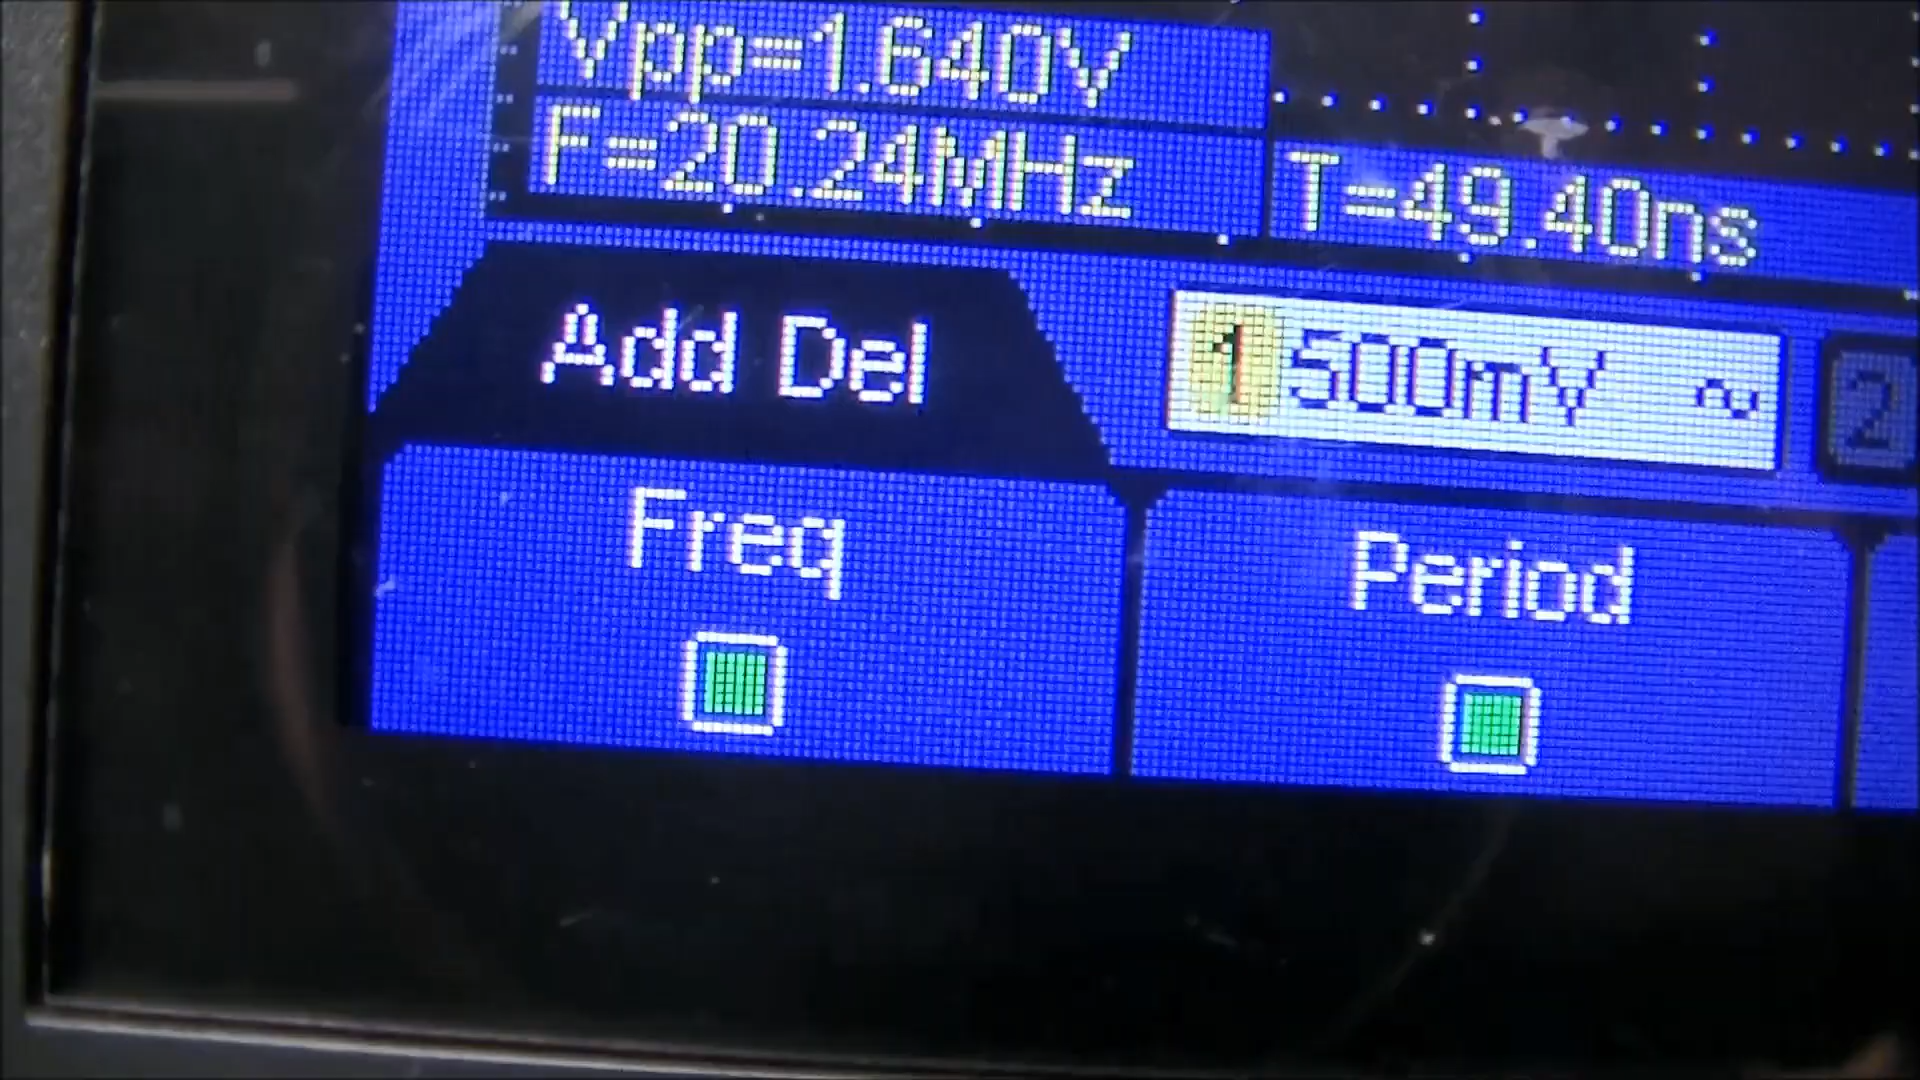 Vpp=1.640V
F=20.24MHz T=49.40ns
Add Del 1 500mV ~ 2
Freq Period